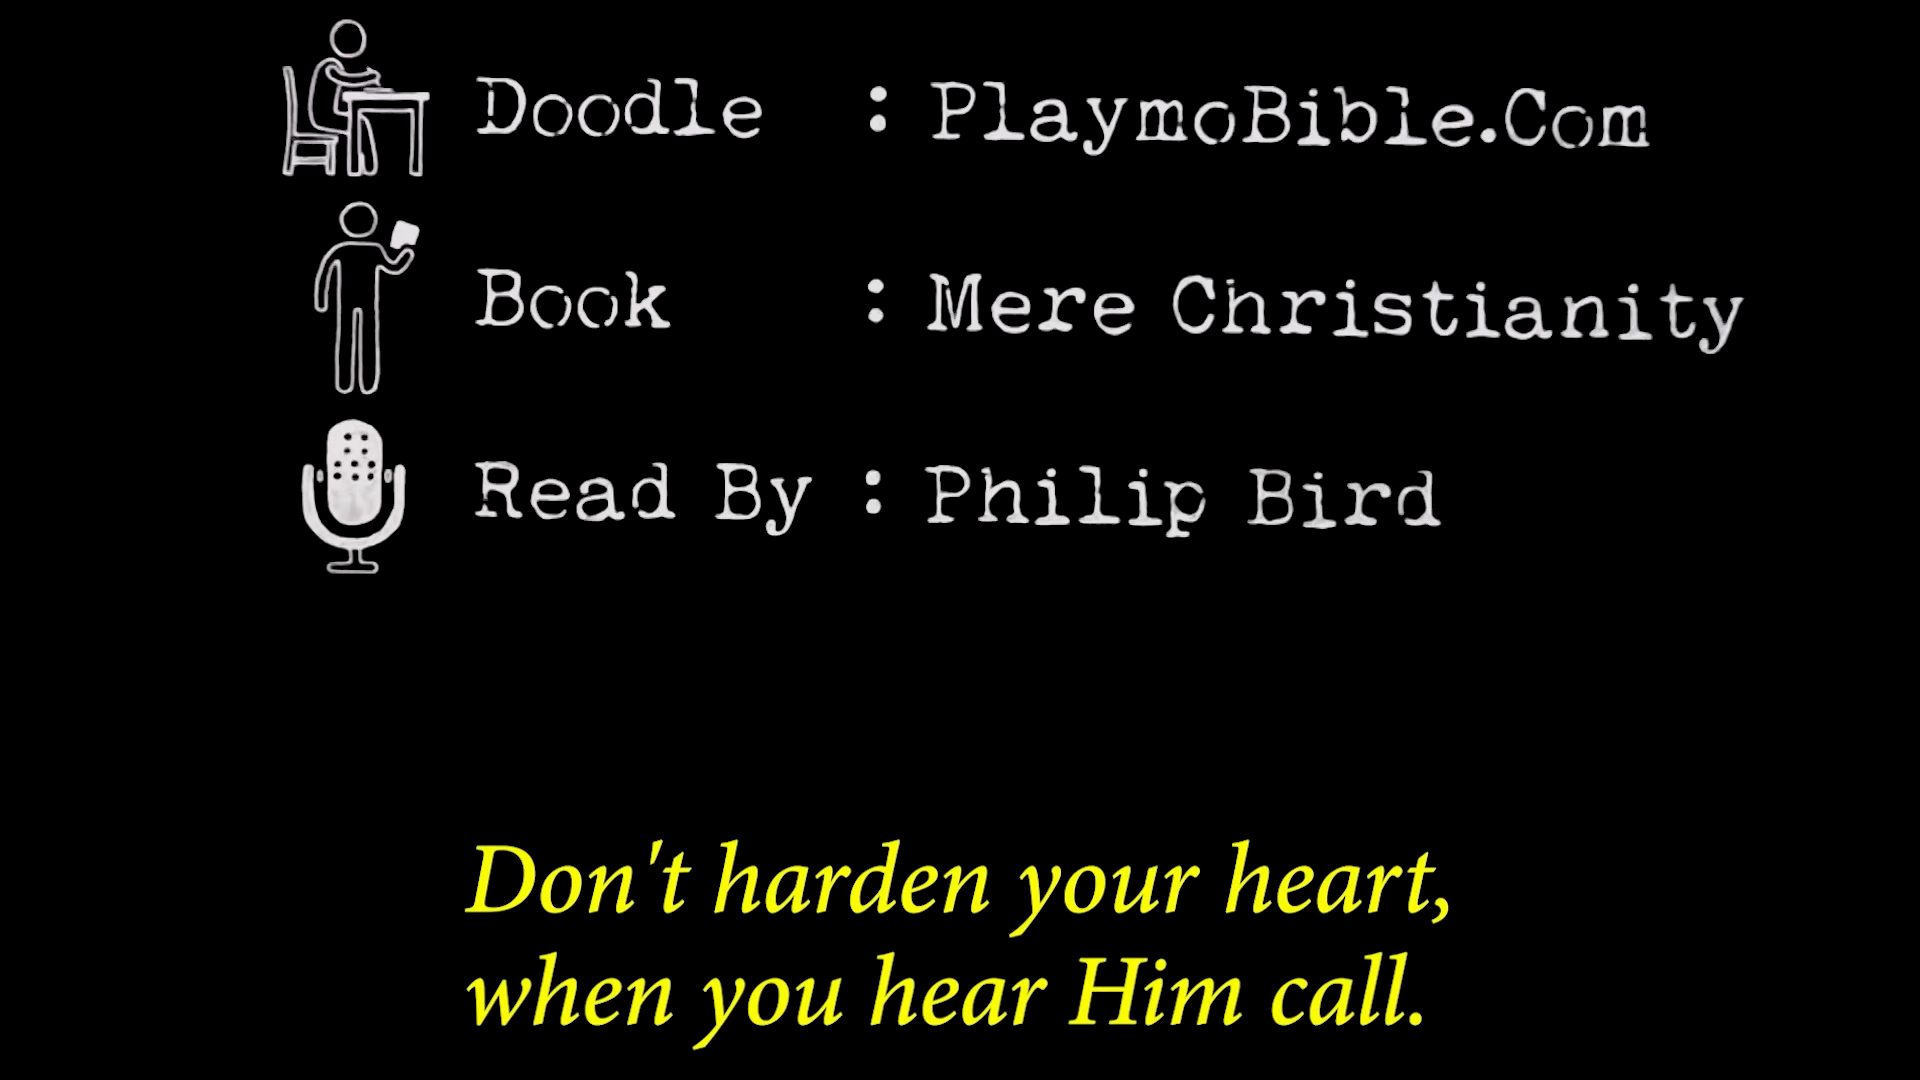 Doodle : PlaymoBible.Com
Book : Mere Christianity
Read By : Philip Bird
Don't harden your heart,
when you hear Him call.